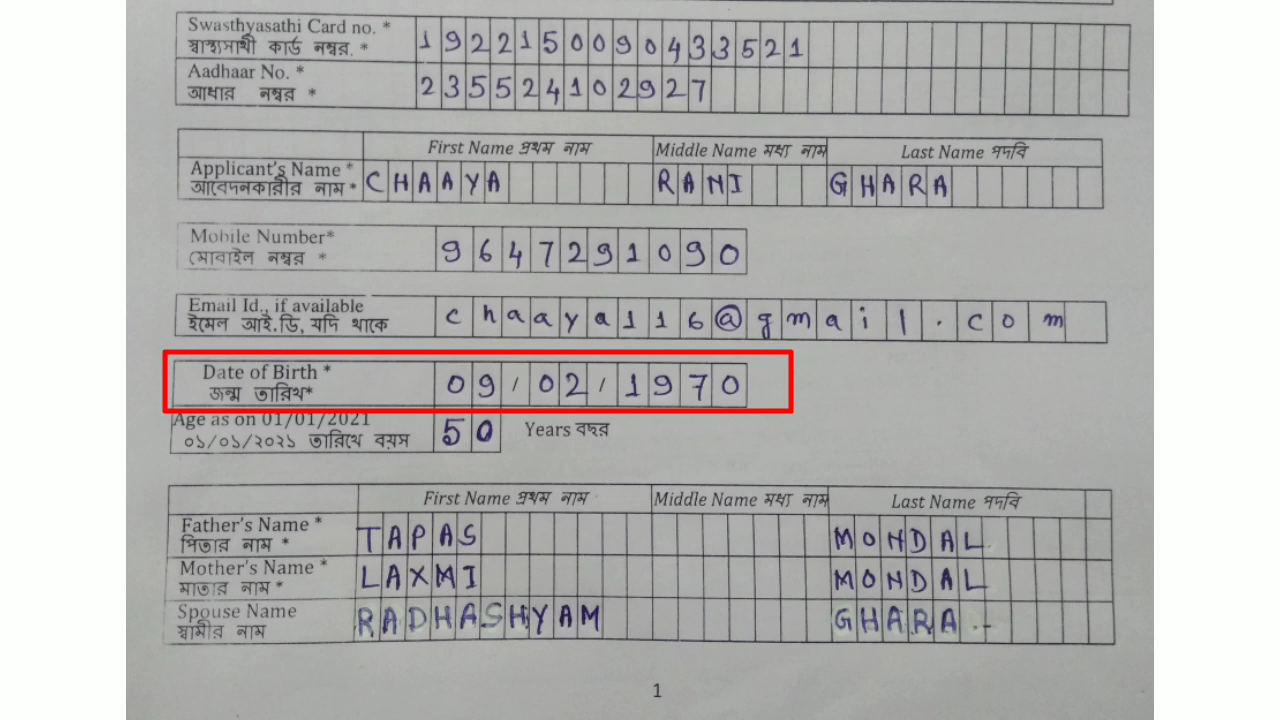 Swasthyasathi Card no. *
স্বাস্থ্যসাথী কার্ড নম্বর. *
1922150090433521
Aadhaar No. *
আধার নম্বর *
235524102927
First Name প্রথম নাম Middle Name মধ্য নাম Last Name পদবি
Applicant's Name *
আবেদনকারীর নাম *
CHAAYA RANI GHARA
Mobile Number*
মোবাইল নম্বর *
9647291090
Email Id., if available
ইমেল আই.ডি, যদি থাকে
chaaya116@gmail.com
Date of Birth *
জন্ম তারিখ*
09/02/1970
Age as on 01/01/2021
০১/০১/২০২১ তারিখে বয়স
50 Years বছর
First Name প্রথম নাম Middle Name মধ্য নাম Last Name পদবি
Father's Name *
পিতার নাম *
TAPAS MONDAL
Mother's Name *
মাতার নাম *
LAXMI MONDAL
Spouse Name
স্বামীর নাম
RADHASHYAM GHARA
1